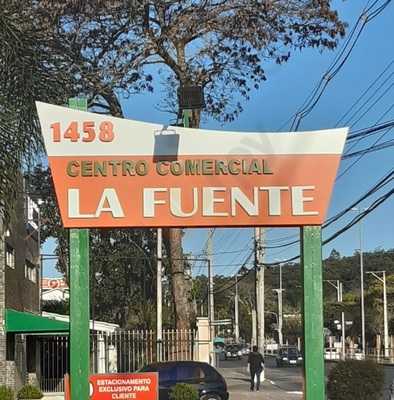 1458
CENTRO COMERCIAL
LA FUENTE
ESTACIONAMENTO
EXCLUSIVO PARA
CLIENTE